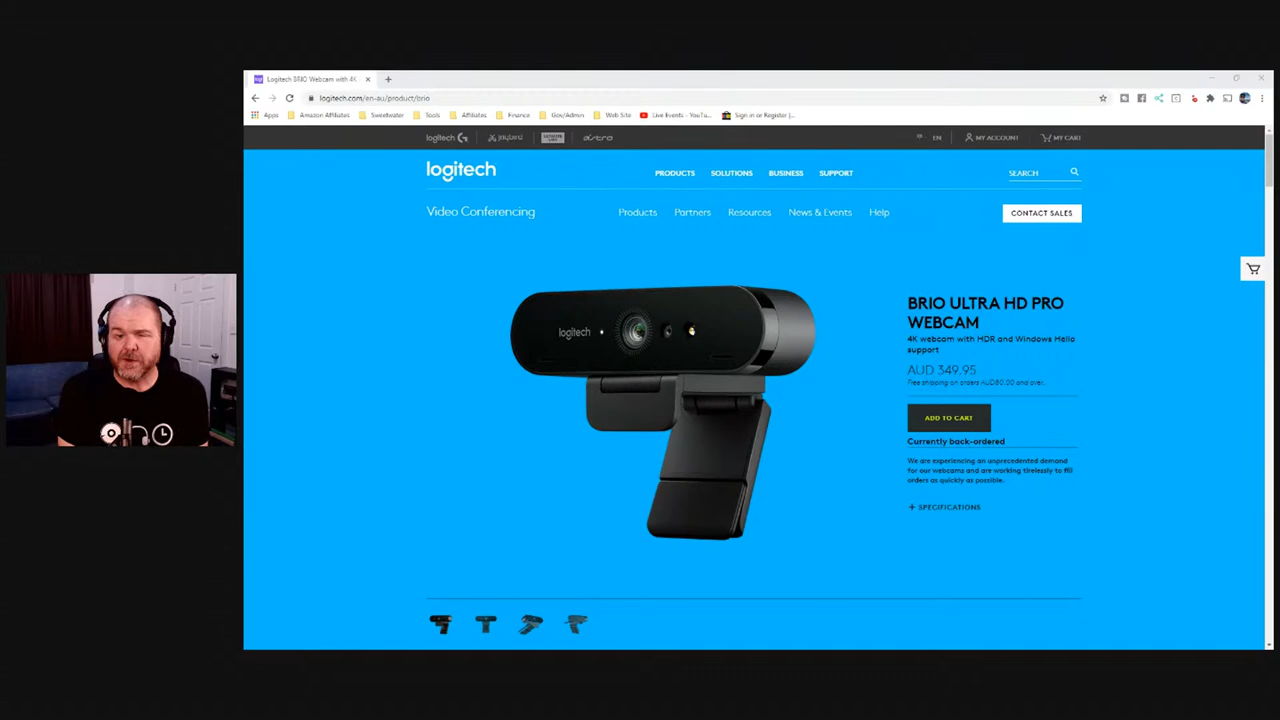 Logitech BRIO Webcam with 4K
logitech.com/en-au/product/brio
Apps Amazon Affiliates Finance Sweetwater Tools Affiliates Gov/Admin Web Site Live Events - YouTu... Sign in or Register |...
logitech G jaybird ULTIMATE EARS astro EN MY ACCOUNT MY CART
logitech PRODUCTS SOLUTIONS BUSINESS SUPPORT SEARCH
Video Conferencing Products Partners Resources News & Events Help CONTACT SALES
logitech
BRIO ULTRA HD PRO
WEBCAM
4K webcam with HDR and Windows Hello
support
AUD 349.95
Free shipping on orders AUD80.00 and over.
ADD TO CART
Currently back-ordered
We are experiencing an unprecedented demand
for our webcams and are working tirelessly to fill
orders as quickly as possible.
+ SPECIFICATIONS